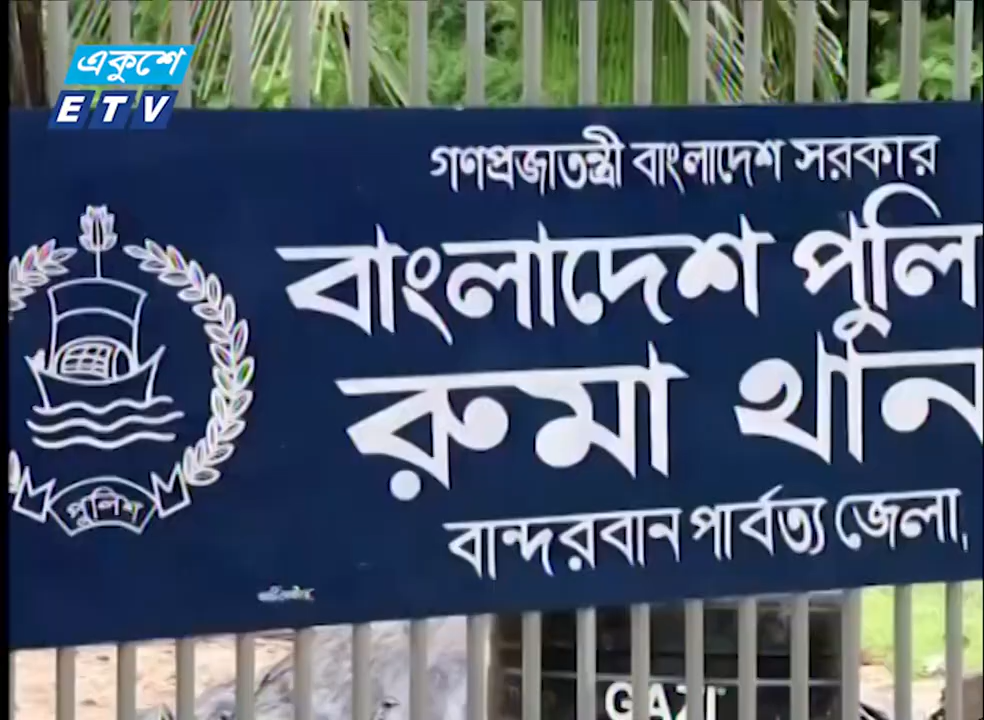 একুশে
ETV
গণপ্রজাতন্ত্রী বাংলাদেশ সরকার
বাংলাদেশ পুলি
রুমা থান
বান্দরবান পার্বত্য জেলা,
পুলিশ
GAZI